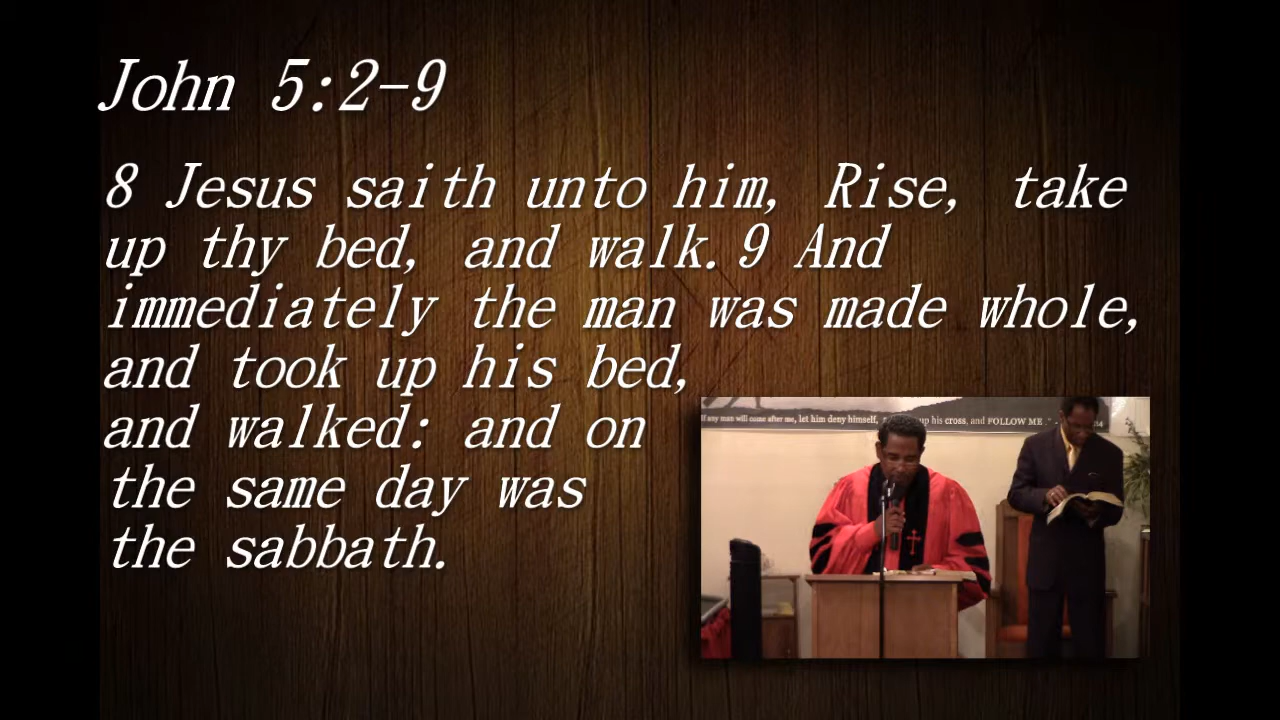 John 5:2-9
8 Jesus saith unto him, Rise, take
up thy bed, and walk. 9 And
immediately the man was made whole,
and took up his bed,
and walked: and on
the same day was
the sabbath.
If any man will come after me, let him deny himself, up his cross, and FOLLOW ME."